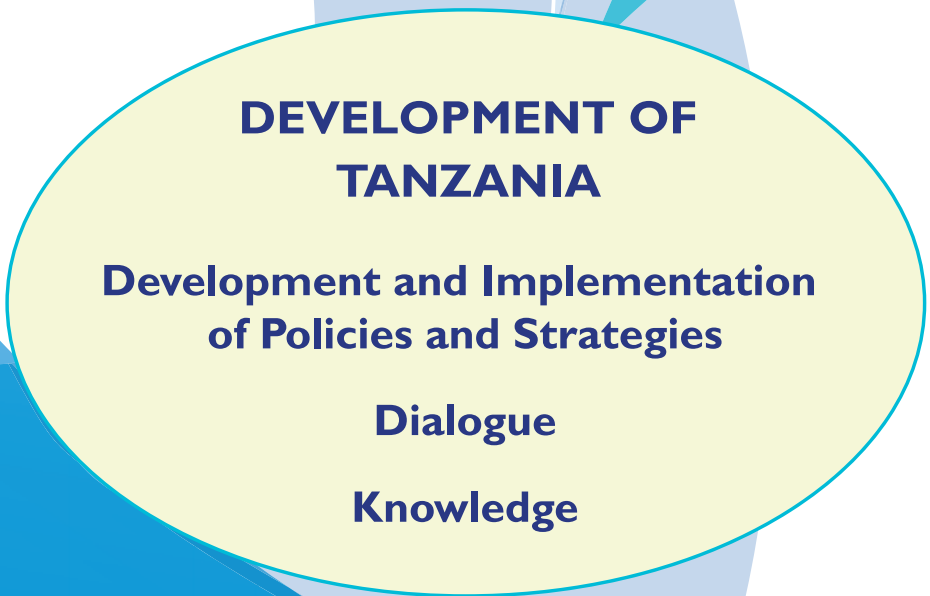 DEVELOPMENT OF
TANZANIA
Development and Implementation
of Policies and Strategies
Dialogue
Knowledge